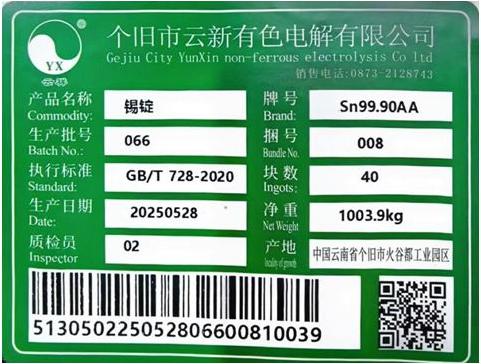 YX
云祥
®
个旧市云新有色电解有限公司
Gejiu City YunXin non-ferrous electrolysis Co ltd
销售电话:0873-2128743
产品名称 锡锭 牌号 Sn99.90AA
Commodity: Brand:
生产批号 066 捆号 008
Batch No.: Bundle No.
执行标准 GB/T 728-2020 块数 40
Standard: Ingots:
生产日期 20250528 净重 1003.9kg
Date: Net Weight
质检员 02 产地 中国云南省个旧市火谷都工业园区
Inspector locality of growth
513050225052806600810039